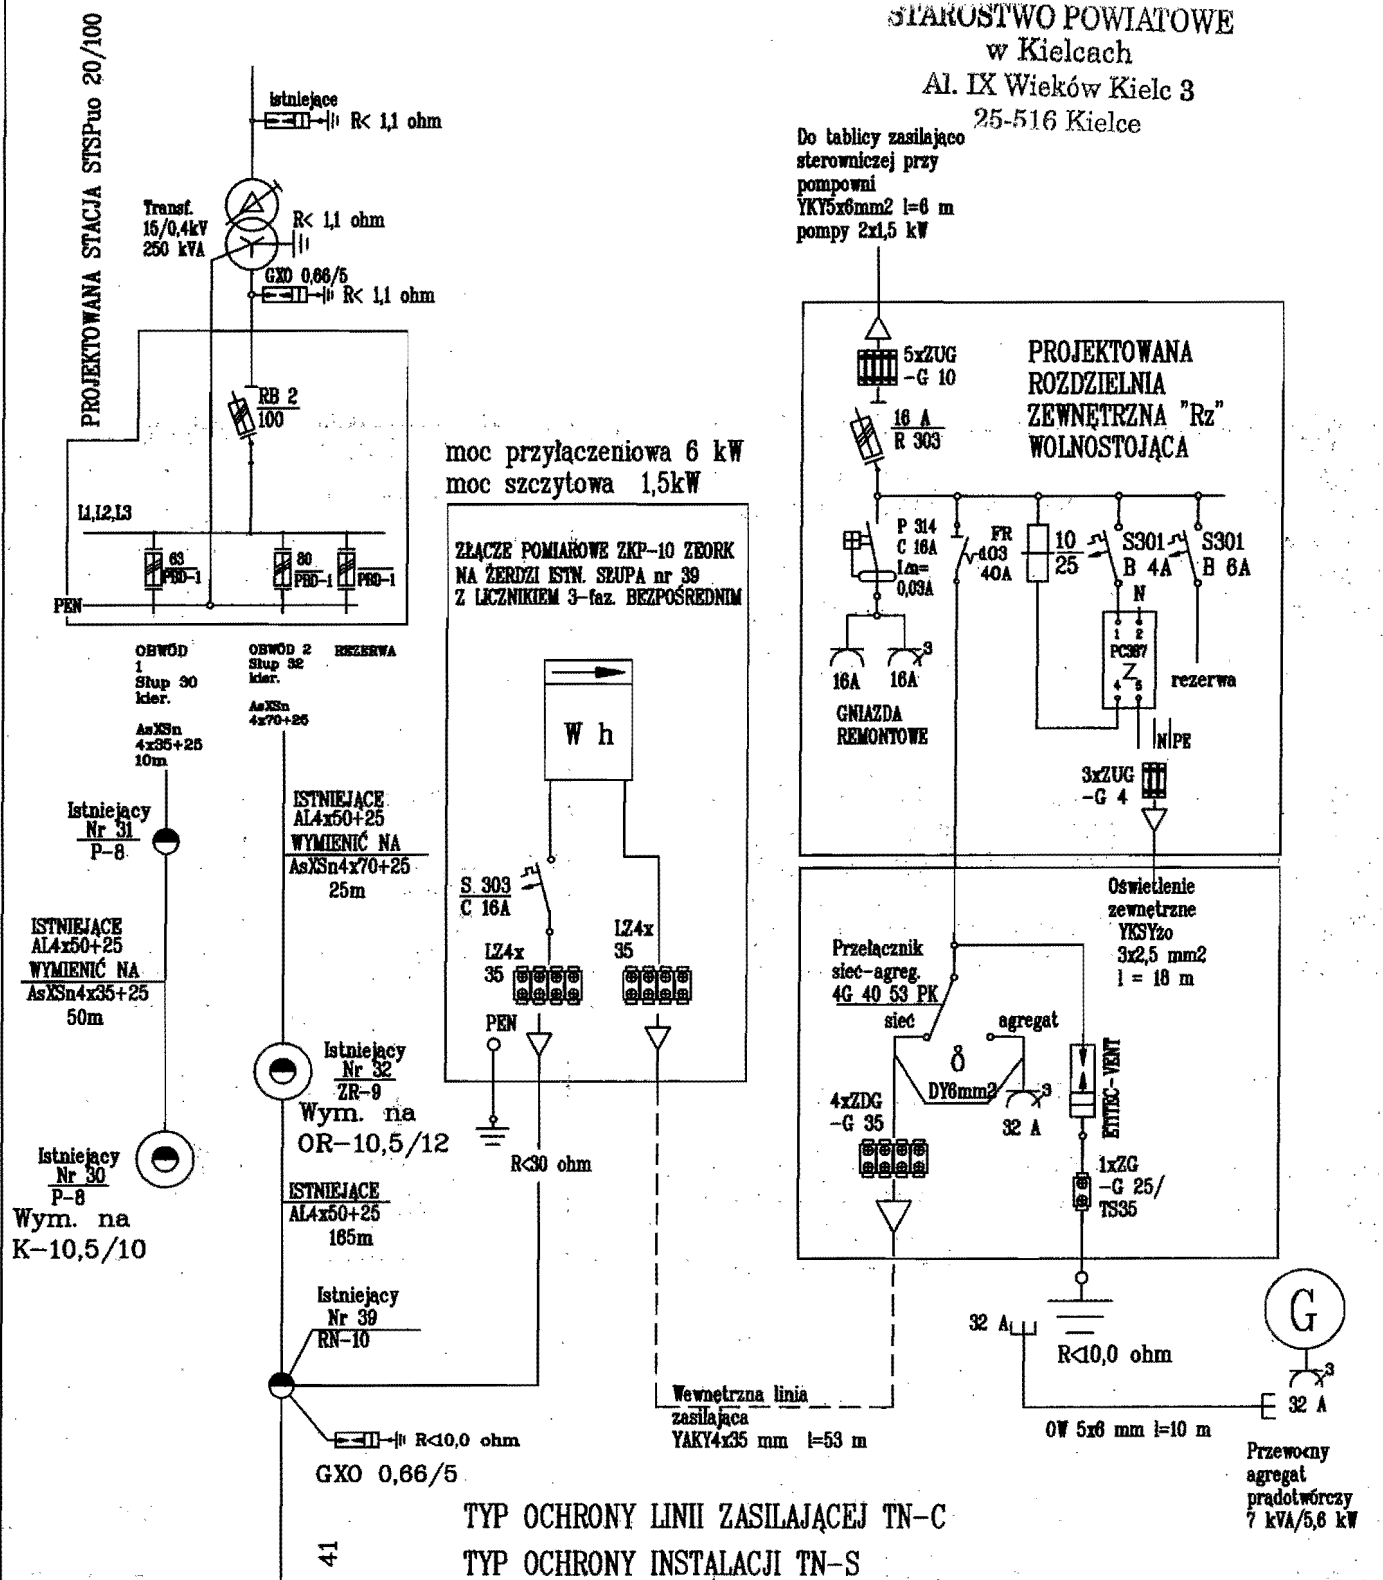 STAROSTWO POWIATOWE
w Kielcach
Al. IX Wieków Kielc 3
25-516 Kielce
PROJEKTOWANA STACJA STSPuo 20/100
istniejące
R< 1,1 ohm
Transf.
15/0,4kV
250 kVA
R< 1,1 ohm
GXO 0,66/5
R< 1,1 ohm
RB 2
100
L1,L2,L3
63
PBD-1
80
PBD-1
PBD-1
PEN
OBWÓD
1
Słup 30
kier.
AsXSn
4x35+25
10m
OBWÓD 2
Słup 32
kier.
AsXSn
4x70+25
REZERWA
Istniejący
Nr 31
P-8
ISTNIEJĄCE
AL4x50+25
WYMIENIĆ NA
AsXSn4x35+25
50m
Istniejący
Nr 30
P-8
Wym. na
K-10,5/10
ISTNIEJĄCE
AL4x50+25
WYMIENIĆ NA
AsXSn4x70+25
25m
Istniejący
Nr 32
ZR-9
Wym. na
OR-10,5/12
ISTNIEJĄCE
AL4x50+25
165m
Istniejący
Nr 39
RN-10
R<10,0 ohm
GXO 0,66/5
41
moc przyłączeniowa 6 kW
moc szczytowa 1,5kW
ZŁĄCZE POMIAROWE ZKP-10 ZEORK
NA ŻERDZI ISTN. SŁUPA nr 39
Z LICZNIKIEM 3-faz. BEZPOŚREDNIM
W h
S 303
C 16A
LZ4x
35
LZ4x
35
PEN
R<30 ohm
Wewnętrzna linia
zasilająca
YAKY4x35 mm l=53 m
Do tablicy zasilająco
sterowniczej przy
pompowni
YKY5x6mm2 l=6 m
pompy 2x1,5 kW
5xZUG
-G 10
PROJEKTOWANA
ROZDZIELNIA
ZEWNĘTRZNA "Rz"
WOLNOSTOJĄCA
16 A
R 303
P 314
C 16A
0,03A
FR
103
40A
10
25
S301
B 4A
S301
B 6A
N
1 2
PC367
4 5
rezerwa
3
16A
16A
GNIAZDA
REMONTOWE
N PE
3xZUG
-G 4
Oświetlenie
zewnętrzne
YKSYżo
3x2,5 mm2
l = 18 m
Przełącznik
sieć-agreg.
4G 40 53 PK
sieć
agregat
DY6mm2
3
32 A
4xZDG
-G 35
ETITEC-VENT
1xZG
-G 25/
TS35
R<10,0 ohm
32 A
G
3
32 A
OW 5x6 mm l=10 m
Przewoźny
agregat
prądotwórczy
7 kVA/5,6 kW
TYP OCHRONY LINII ZASILAJĄCEJ TN-C
TYP OCHRONY INSTALACJI TN-S